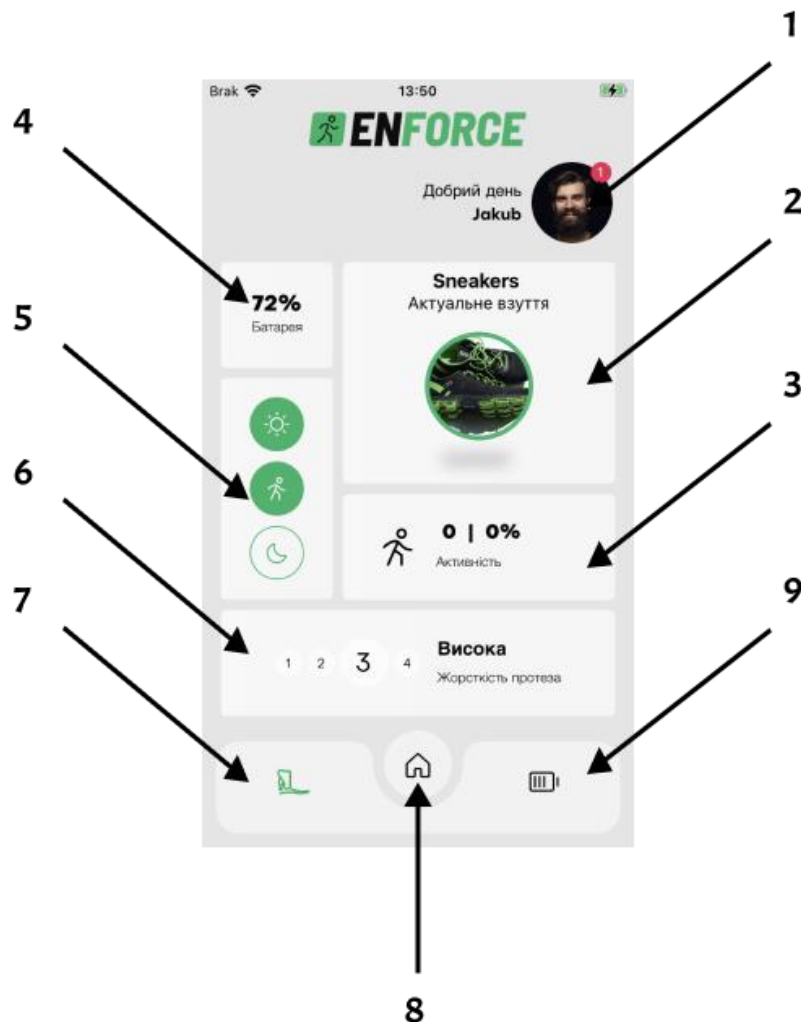 1
Brak 13:50
ENFORCE
4
1
Добрий день
Jakub
2
Sneakers
Актуальне взуття
72%
Батарея
5
3
6
0 | 0%
Активність
7
9
1 2 3 4
Висока
Жорсткість протеза
8